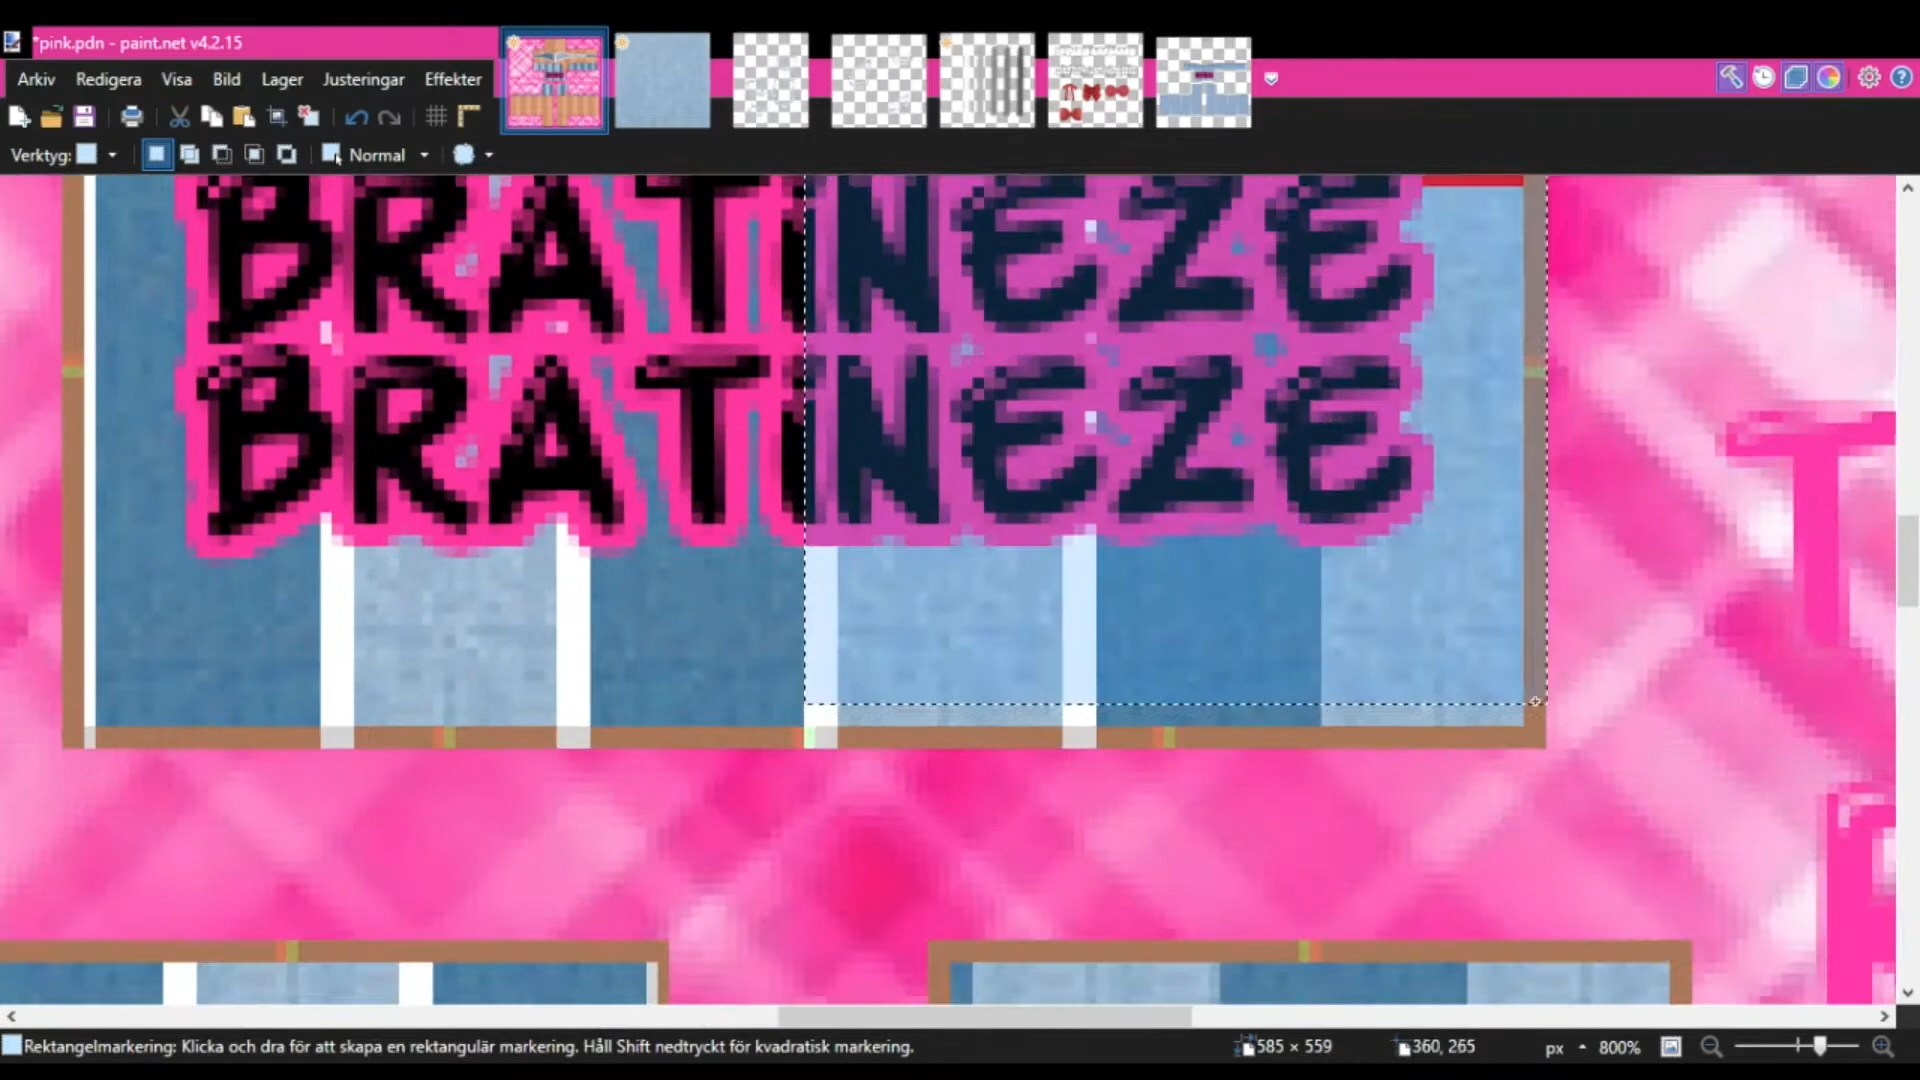 *pink.pdn - paint.net v4.2.15
Arkiv Redigera Visa Bild Lager Justeringar Effekter
Verktyg: Normal
BRATINEZE
BRATINEZE
Rektangelmarkering: Klicka och dra för att skapa en rektangulär markering. Håll Shift nedtryckt för kvadratisk markering. 585 × 559 360, 265 px 800%